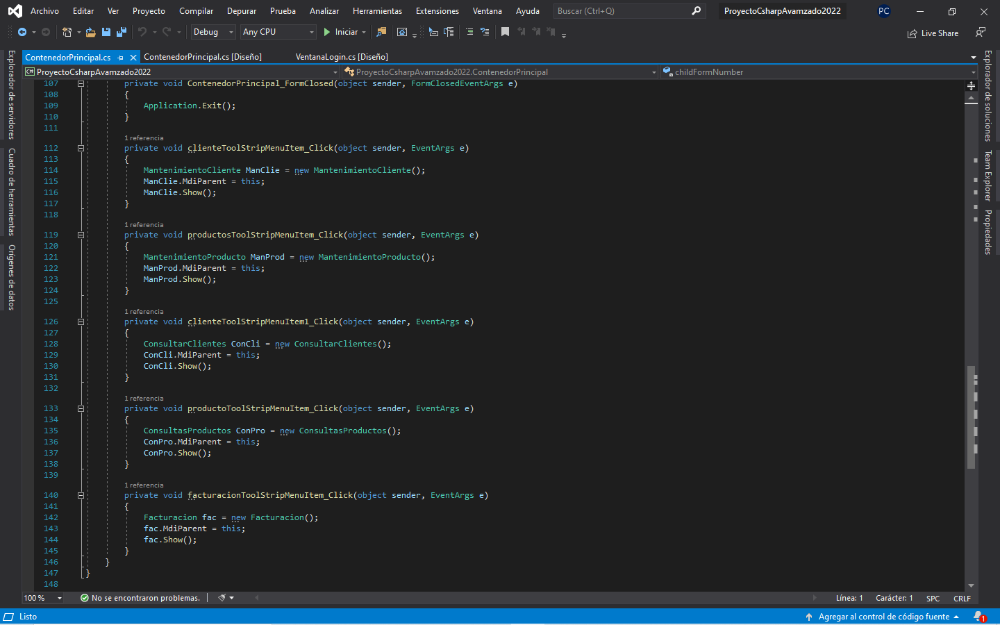 Archivo Editar Ver Proyecto Compilar Depurar Prueba Analizar Herramientas Extensiones Ventana Ayuda Buscar (Ctrl+Q) ProyectoCsharpAvamzado2022 PC
Debug Any CPU Iniciar Live Share
ContenedorPrincipal.cs ContenedorPrincipal.cs [Diseño] VentanaLogin.cs [Diseño]
C# ProyectoCsharpAvamzado2022 ProyectoCsharpAvamzado2022.ContenedorPrincipal childFormNumber
Explorador de servidores
Cuadro de herramientas
Orígenes de datos
107 private void ContenedorPrincipal_FormClosed(object sender, FormClosedEventArgs e)
108 {
109 Application.Exit();
110 }
111
1 referencia
112 private void clienteToolStripMenuItem_Click(object sender, EventArgs e)
113 {
114 MantenimientoCliente ManClie = new MantenimientoCliente();
115 ManClie.MdiParent = this;
116 ManClie.Show();
117 }
118
1 referencia
119 private void productosToolStripMenuItem_Click(object sender, EventArgs e)
120 {
121 MantenimientoProducto ManProd = new MantenimientoProducto();
122 ManProd.MdiParent = this;
123 ManProd.Show();
124 }
125
1 referencia
126 private void clienteToolStripMenuItem1_Click(object sender, EventArgs e)
127 {
128 ConsultarClientes ConCli = new ConsultarClientes();
129 ConCli.MdiParent = this;
130 ConCli.Show();
131 }
132
1 referencia
133 private void productoToolStripMenuItem_Click(object sender, EventArgs e)
134 {
135 ConsultasProductos ConPro = new ConsultasProductos();
136 ConPro.MdiParent = this;
137 ConPro.Show();
138 }
139
1 referencia
140 private void facturacionToolStripMenuItem_Click(object sender, EventArgs e)
141 {
142 Facturacion fac = new Facturacion();
143 fac.MdiParent = this;
144 fac.Show();
145 }
146 }
147 }
148
Explorador de soluciones
Team Explorer
Propiedades
100 % No se encontraron problemas. Línea: 1 Carácter: 1 SPC CRLF
Listo Agregar al control de código fuente 1